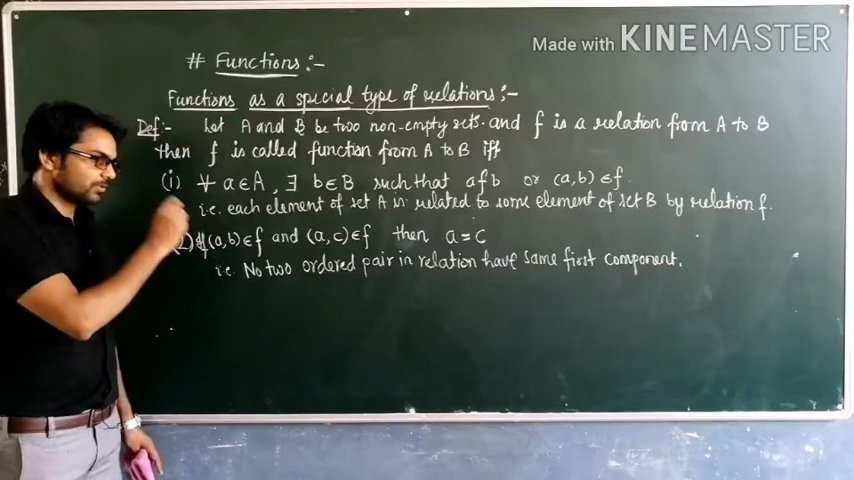 Made with KINEMASTER
# Functions :-
Functions as a special type of relations :-
Def :- Let A and B be two non-empty sets. and f is a relation from A to B
then f is called function from A to B iff
(i) ∀ a ∈ A, ∃ b ∈ B such that a f b or (a, b) ∈ f.
i.e. each element of set A is related to some element of set B by relation f.
(2) If (a, b) ∈ f and (a, c) ∈ f then a = c
i.e. No two ordered pair in relation have same first component.